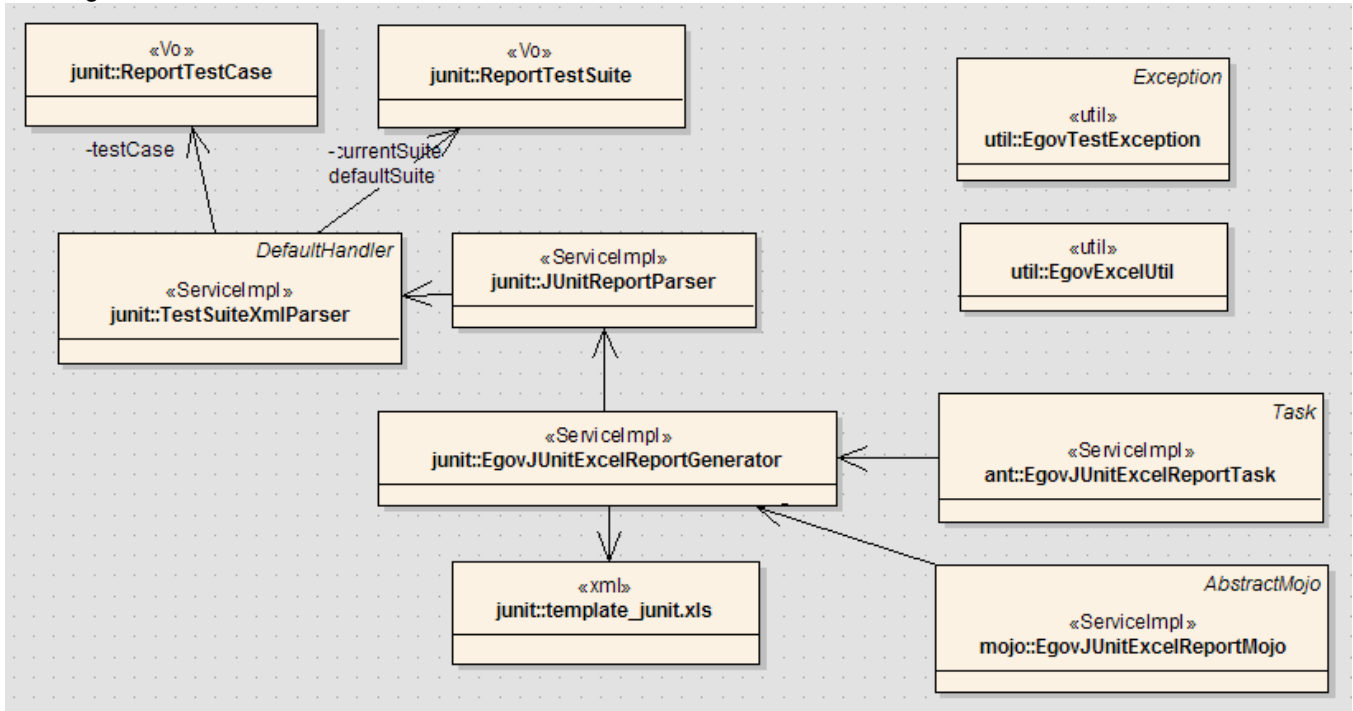 «Vo»
junit::ReportTestCase
«Vo»
junit::ReportTestSuite
Exception
«util»
util::EgovTestException
-testCase
-currentSuite
defaultSuite
DefaultHandler
«ServiceImpl»
junit::TestSuiteXmlParser
«ServiceImpl»
junit::JUnitReportParser
«util»
util::EgovExcelUtil
«ServiceImpl»
junit::EgovJUnitExcelReportGenerator
Task
«ServiceImpl»
ant::EgovJUnitExcelReportTask
«xml»
junit::template_junit.xls
AbstractMojo
«ServiceImpl»
mojo::EgovJUnitExcelReportMojo